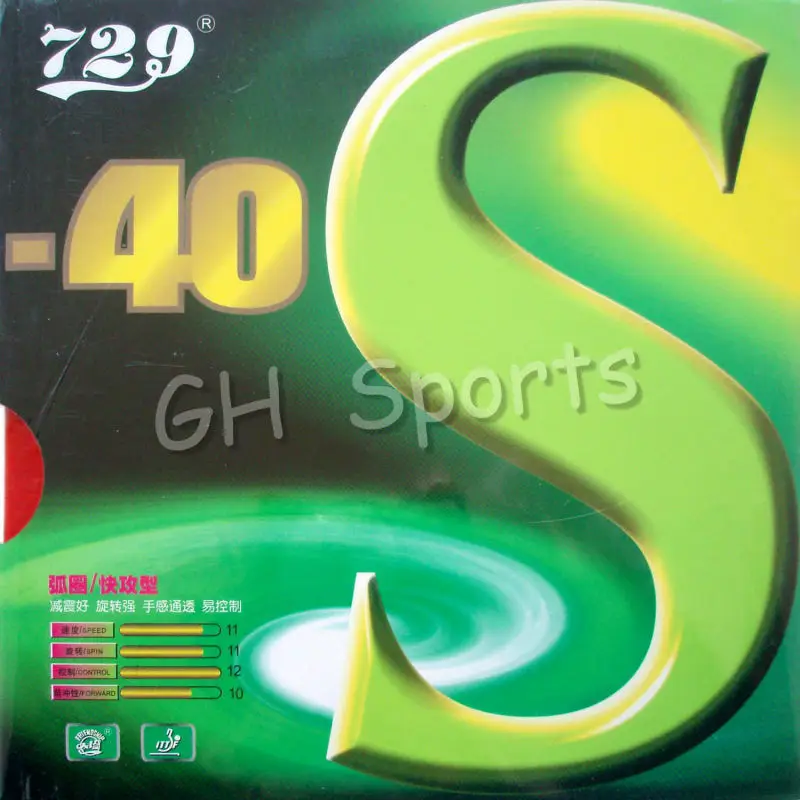 729®
-40
S
GH Sports
弧圈/快攻型
减震好 旋转强 手感通透 易控制
速度/SPEED 11
旋转/SPIN 11
控制/CONTROL 12
前冲性/FORWARD 10
FRIENDSHIP ®
ITTF